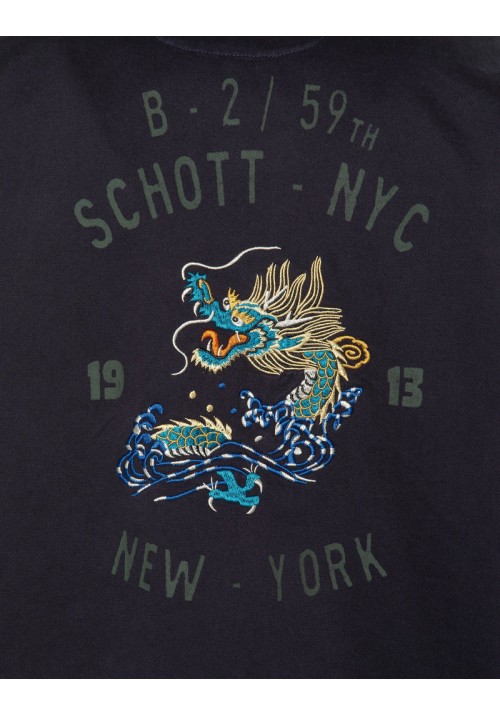 B - 2 / 59TH
SCHOTT - NYC
19 13
NEW - YORK